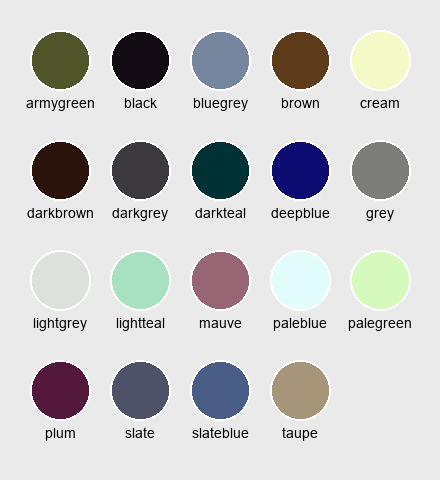 armygreen black bluegrey brown cream
darkbrown darkgrey darkteal deepblue grey
lightgrey lightteal mauve paleblue palegreen
plum slate slateblue taupe